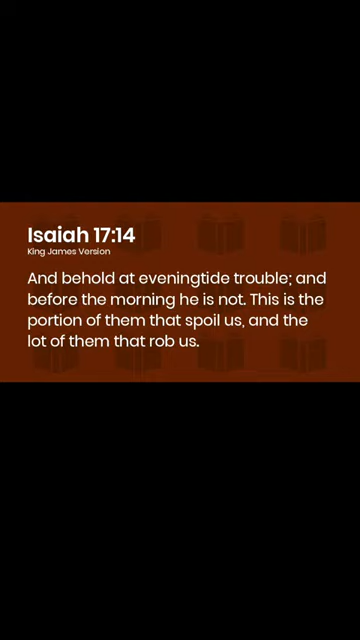 Isaiah 17:14
King James Version
And behold at eveningtide trouble; and
before the morning he is not. This is the
portion of them that spoil us, and the
lot of them that rob us.